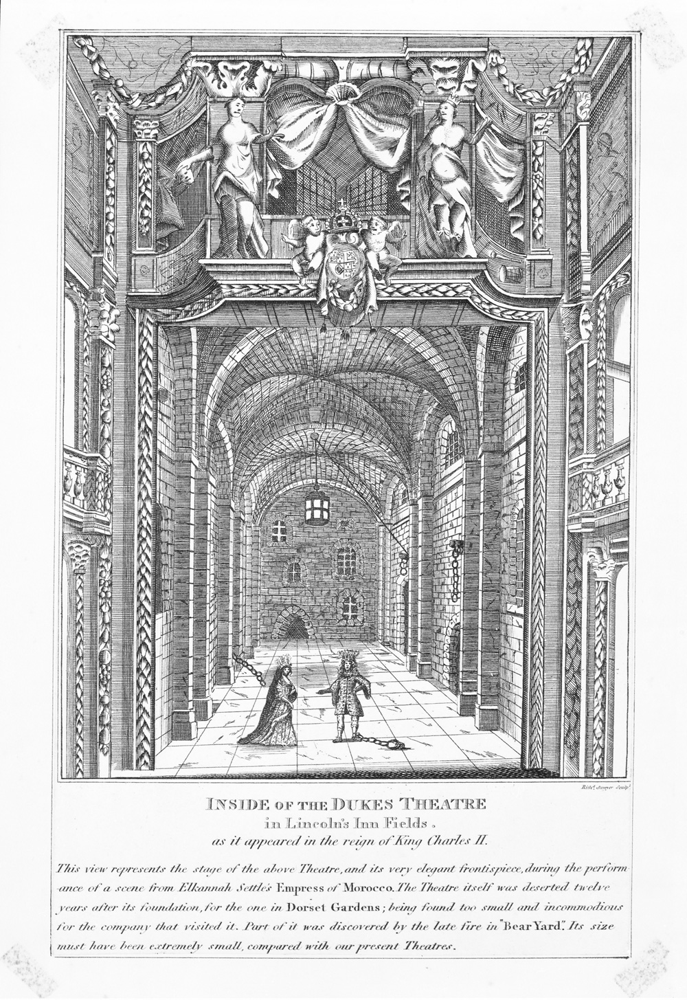 Richd. Sawyer Sculpt.
INSIDE OF THE DUKES THEATRE
in Lincoln's Inn Fields.
as it appeared in the reign of King Charles II.
This view represents the stage of the above Theatre, and its very elegant frontispiece, during the perform-
-ance of a scene from Elkannah Settle's Empress of Morocco. The Theatre itself was deserted twelve
years after its foundation, for the one in Dorset Gardens; being found too small and incommodious
for the company that visited it. Part of it was discovered by the late fire in "Bear Yard". Its size
must have been extremely small, compared with our present Theatres.